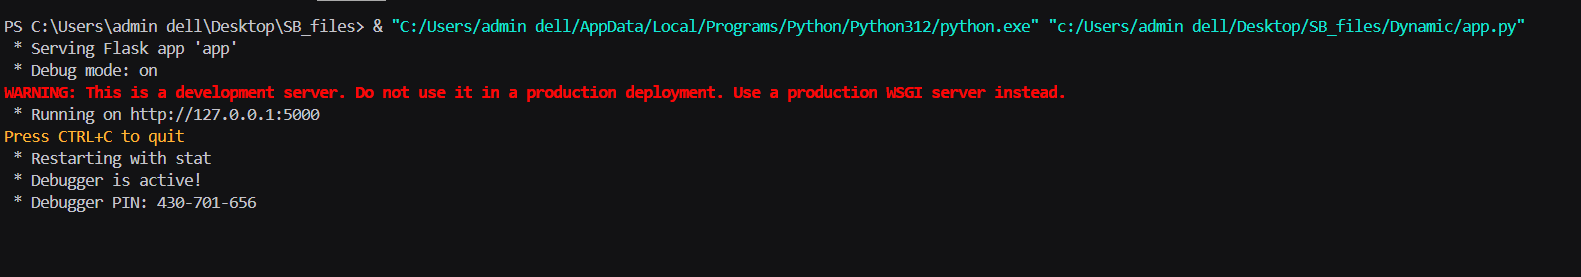 PS C:\Users\admin dell\Desktop\SB_files> & "C:/Users/admin dell/AppData/Local/Programs/Python/Python312/python.exe" "c:/Users/admin dell/Desktop/SB_files/Dynamic/app.py"
 * Serving Flask app 'app'
 * Debug mode: on
WARNING: This is a development server. Do not use it in a production deployment. Use a production WSGI server instead.
 * Running on http://127.0.0.1:5000
Press CTRL+C to quit
 * Restarting with stat
 * Debugger is active!
 * Debugger PIN: 430-701-656